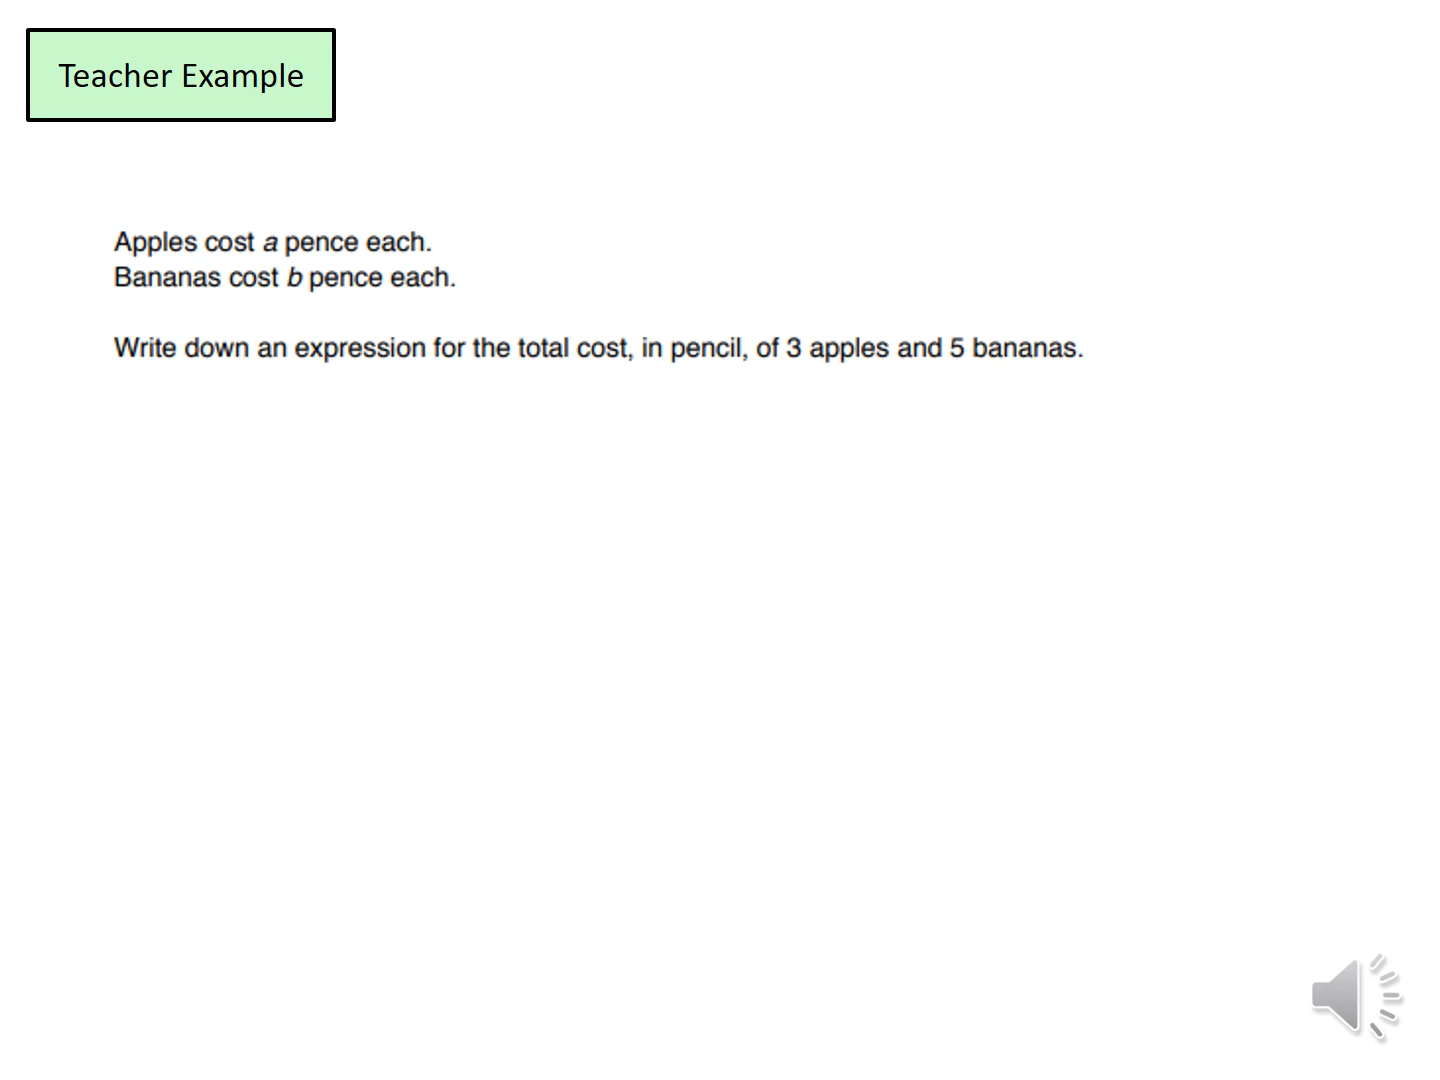 Teacher Example
Apples cost a pence each.
Bananas cost b pence each.
Write down an expression for the total cost, in pencil, of 3 apples and 5 bananas.